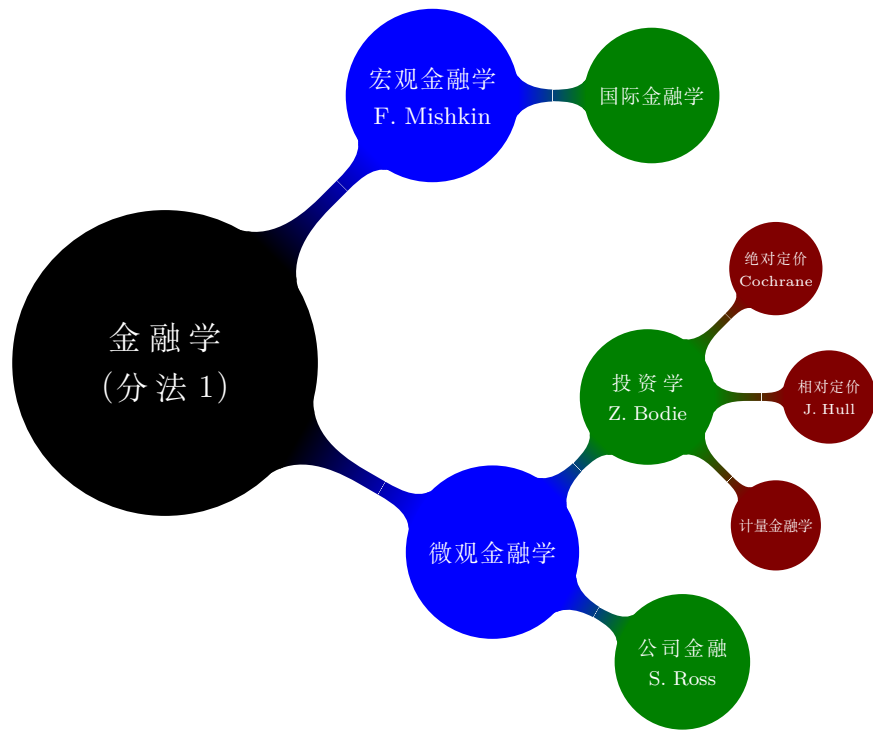 金融学
(分法 1)
宏观金融学
F. Mishkin
国际金融学
微观金融学
投资学
Z. Bodie
绝对定价
Cochrane
相对定价
J. Hull
计量金融学
公司金融
S. Ross